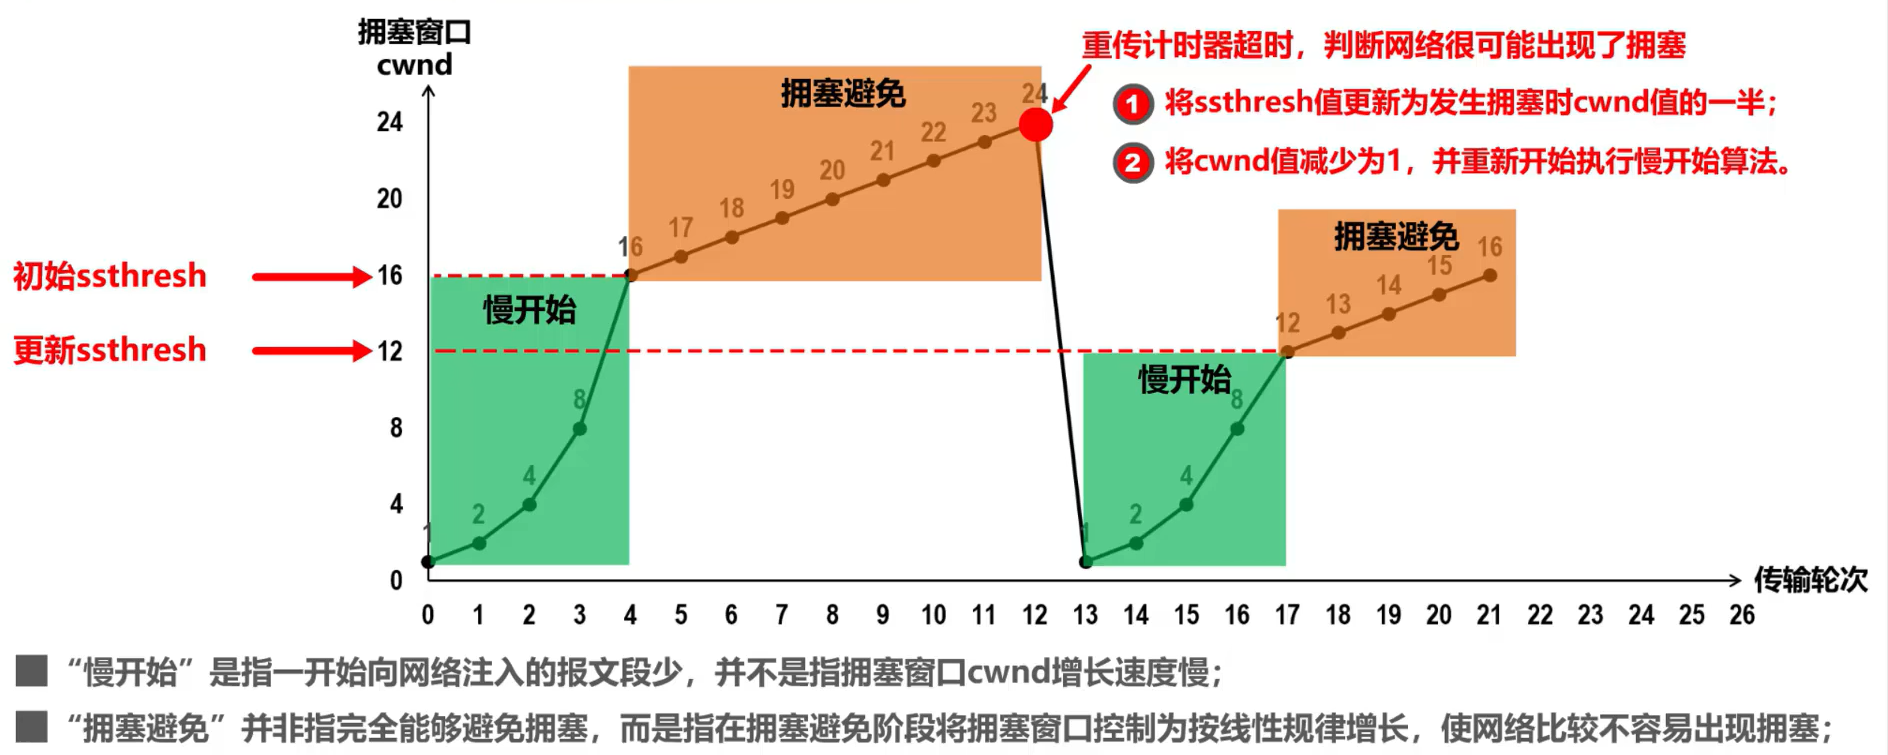 拥塞窗口
cwnd
重传计时器超时，判断网络很可能出现了拥塞
1 将ssthresh值更新为发生拥塞时cwnd值的一半；
2 将cwnd值减少为1，并重新开始执行慢开始算法。
拥塞避免
24
20
16
12
8
4
0
初始ssthresh
更新ssthresh
慢开始
1
2
4
8
16
17
18
19
20
21
22
23
24
慢开始
1
2
4
8
拥塞避免
12
13
14
15
16
0 1 2 3 4 5 6 7 8 9 10 11 12 13 14 15 16 17 18 19 20 21 22 23 24 25 26
传输轮次
“慢开始”是指一开始向网络注入的报文段少，并不是指拥塞窗口cwnd增长速度慢；
“拥塞避免”并非指完全能够避免拥塞，而是指在拥塞避免阶段将拥塞窗口控制为按线性规律增长，使网络比较不容易出现拥塞；